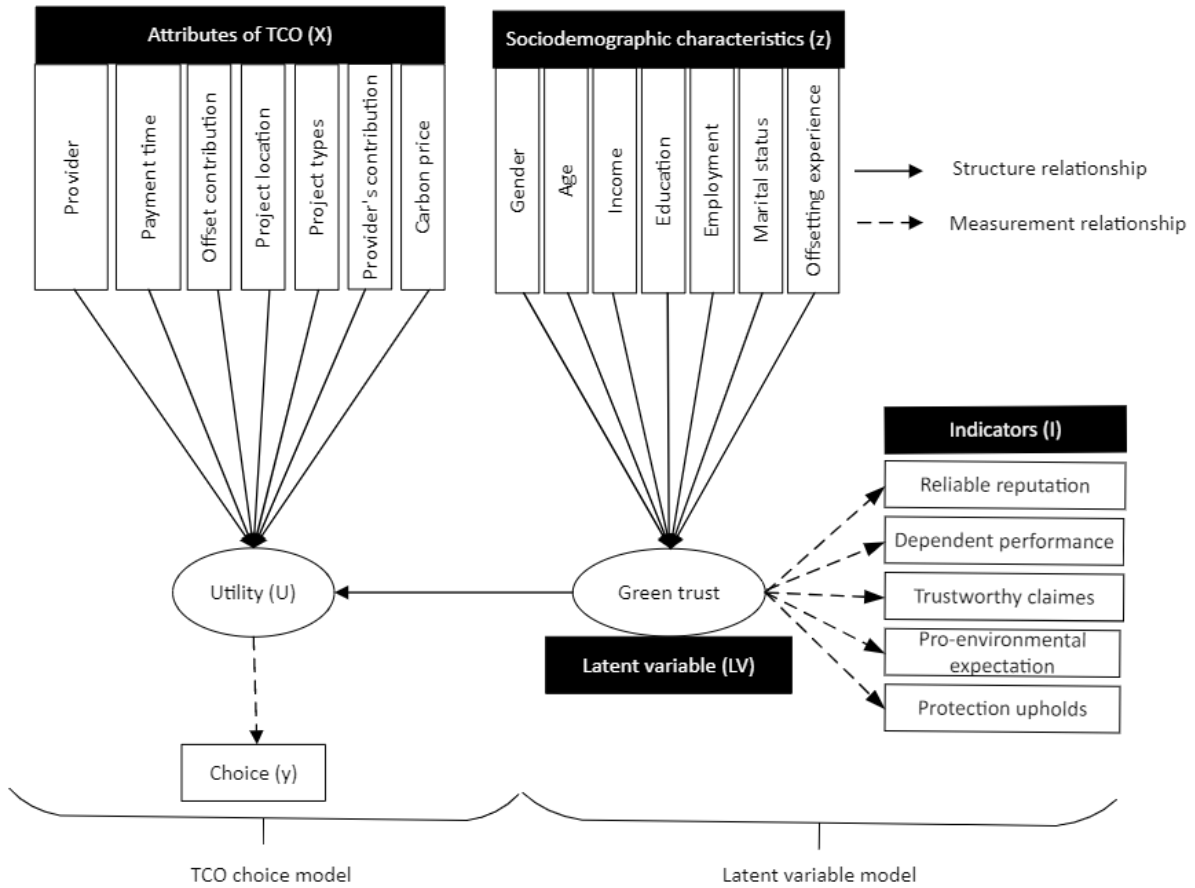 Attributes of TCO (X)
Provider
Payment time
Offset contribution
Project location
Project types
Provider's contribution
Carbon price
Sociodemographic characteristics (z)
Gender
Age
Income
Education
Employment
Marital status
Offsetting experience
Structure relationship
Measurement relationship
Indicators (I)
Reliable reputation
Dependent performance
Trustworthy claimes
Pro-environmental
expectation
Protection upholds
Utility (U)
Green trust
Latent variable (LV)
Choice (y)
TCO choice model
Latent variable model